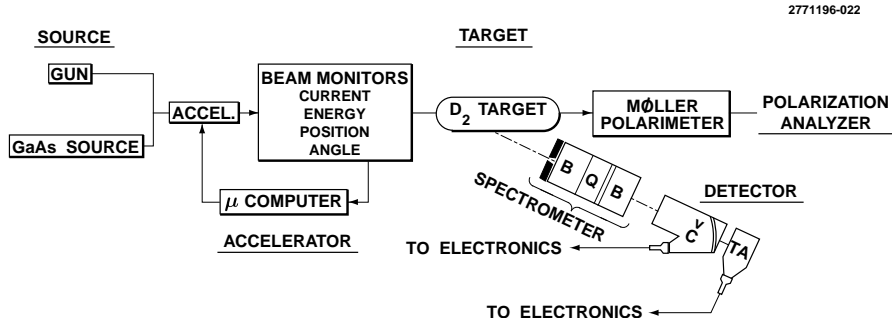 2771196-022
SOURCE
TARGET
GUN
ACCEL.
GaAs SOURCE
BEAM MONITORS
CURRENT
ENERGY
POSITION
ANGLE
D2 TARGET
MØLLER
POLARIMETER
POLARIZATION
ANALYZER
μ COMPUTER
ACCELERATOR
B Q B
SPECTROMETER
DETECTOR
Č
TA
TO ELECTRONICS
TO ELECTRONICS